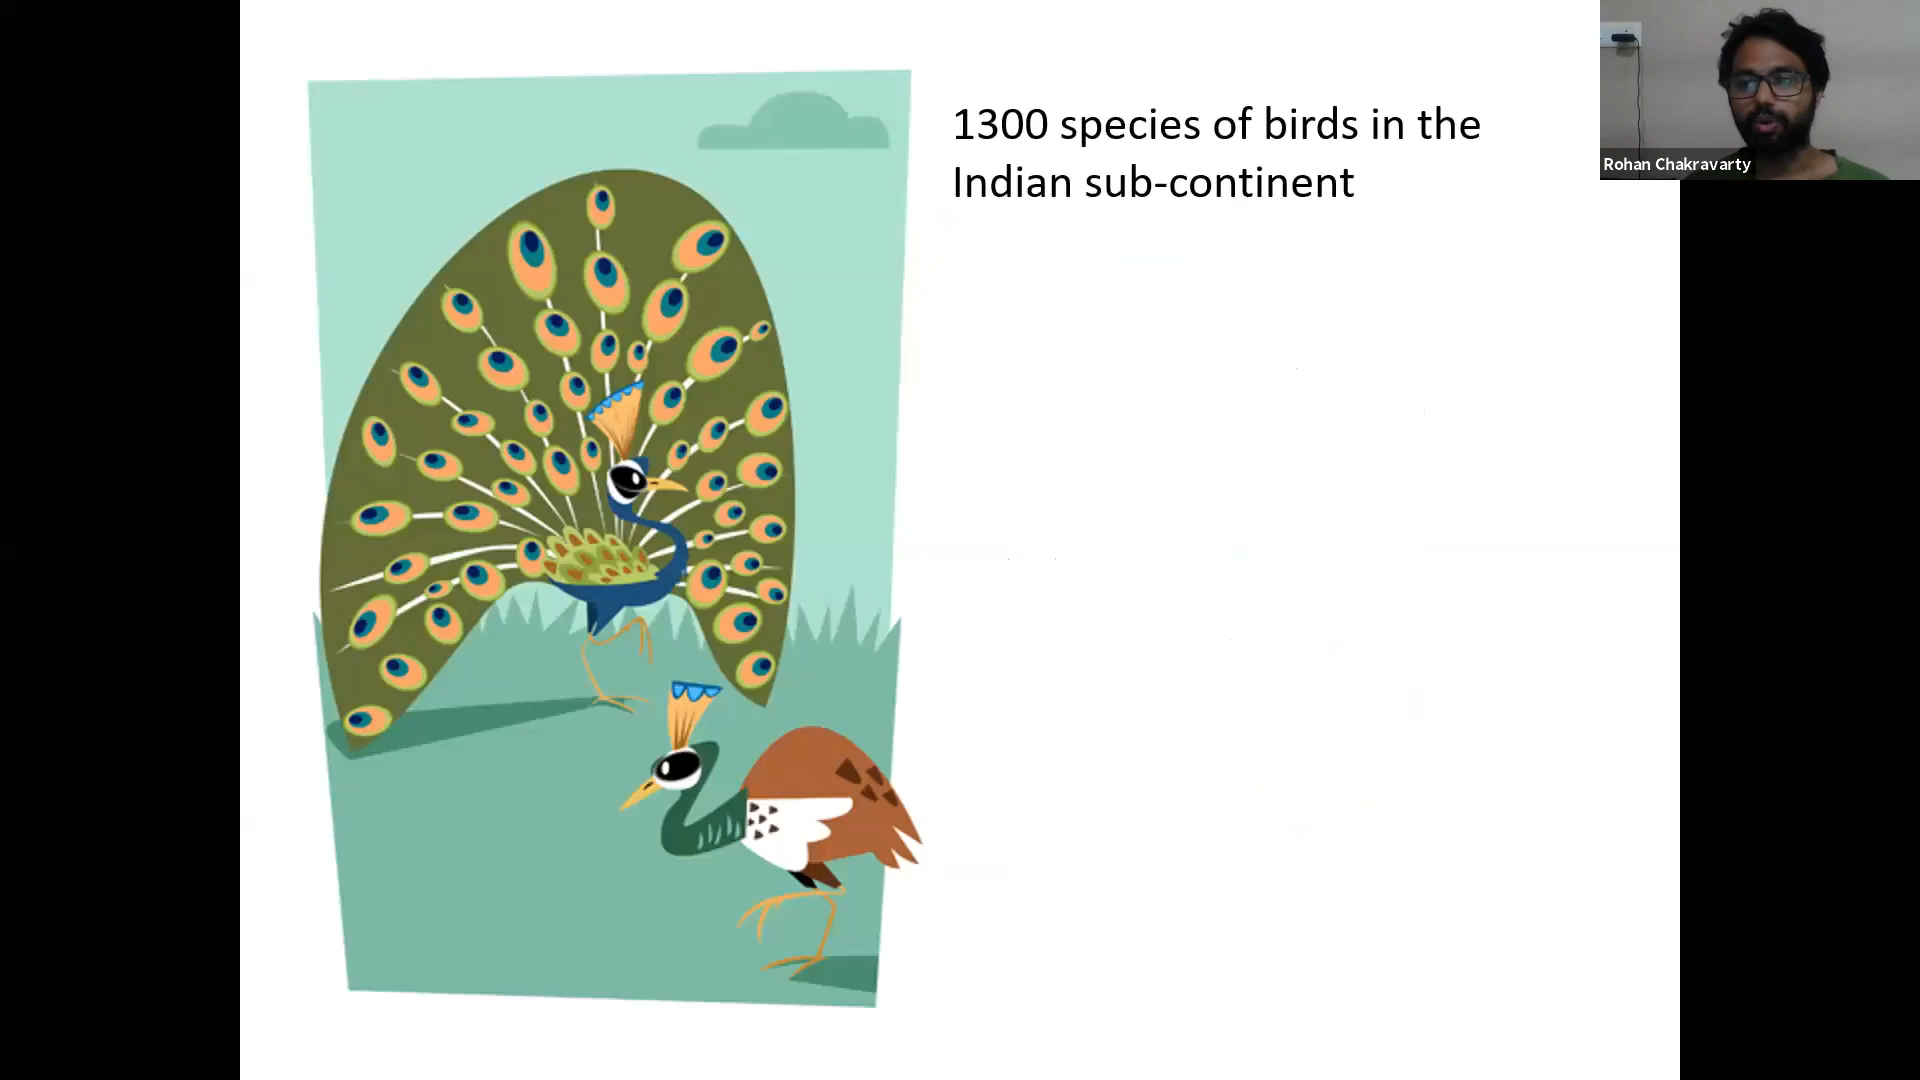 1300 species of birds in the
Indian sub-continent
Rohan Chakravarty